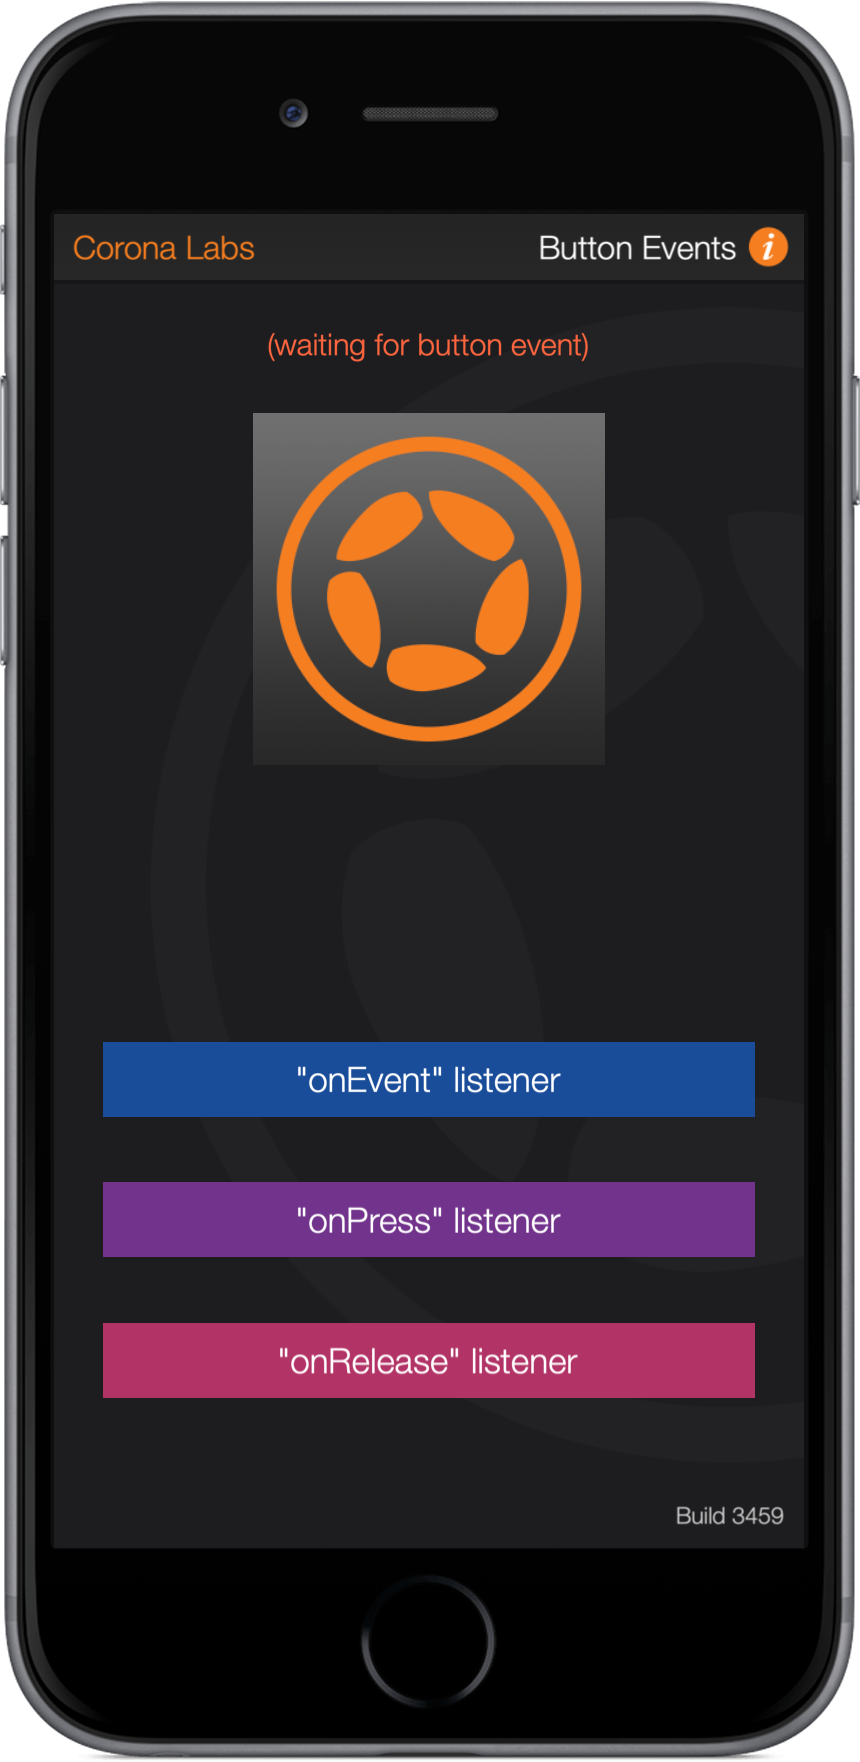 Corona Labs
Button Events i
(waiting for button event)
"onEvent" listener
"onPress" listener
"onRelease" listener
Build 3459